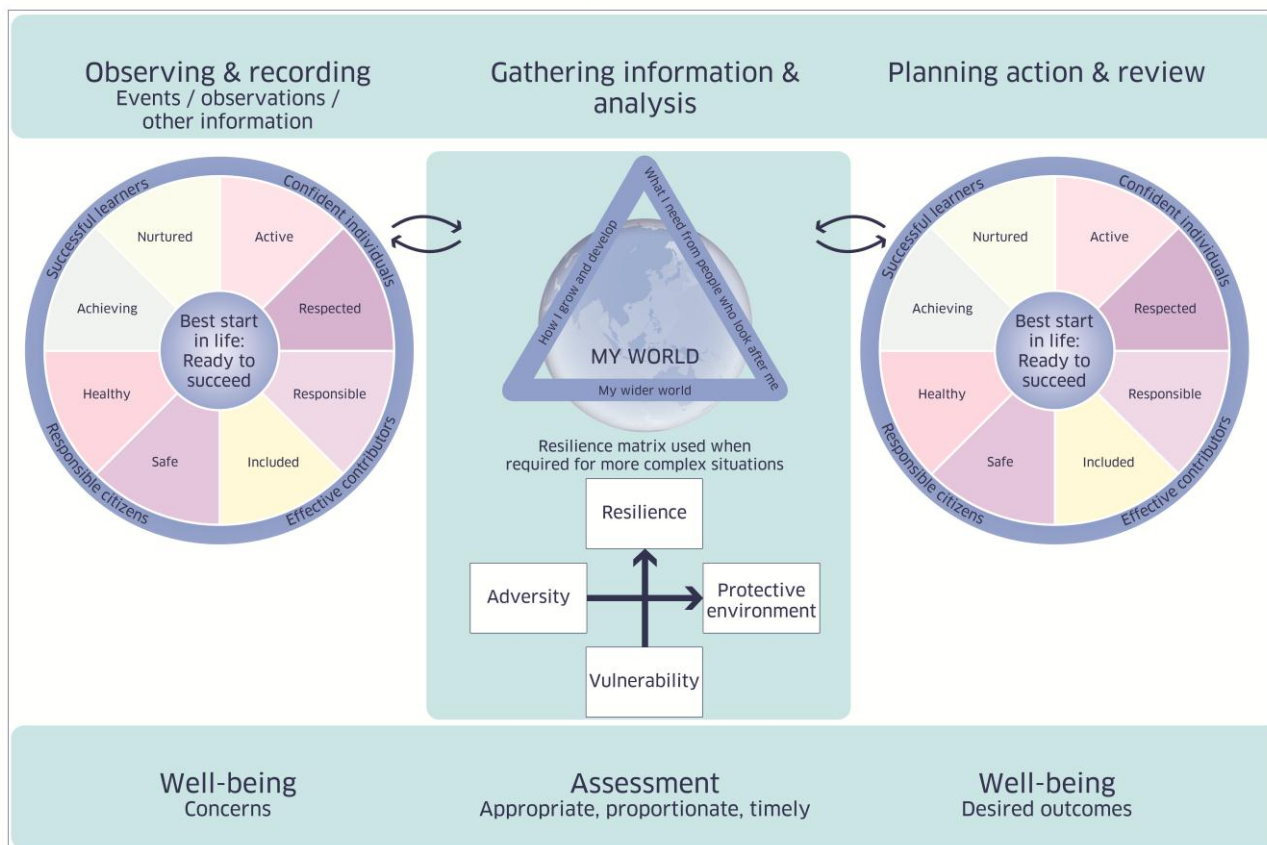 Observing & recording
Events / observations /
other information
Gathering information &
analysis
Planning action & review
Successful learners
Confident individuals
Nurtured
Active
Achieving
Respected
Best start
in life:
Ready to
succeed
Healthy
Responsible
Safe
Included
Responsible citizens
Effective contributors
How I grow and develop
What I need from people who look after me
MY WORLD
My wider world
Resilience matrix used when
required for more complex situations
Resilience
Adversity
Protective
environment
Vulnerability
Successful learners
Confident individuals
Nurtured
Active
Achieving
Respected
Best start
in life:
Ready to
succeed
Healthy
Responsible
Safe
Included
Responsible citizens
Effective contributors
Well-being
Concerns
Assessment
Appropriate, proportionate, timely
Well-being
Desired outcomes